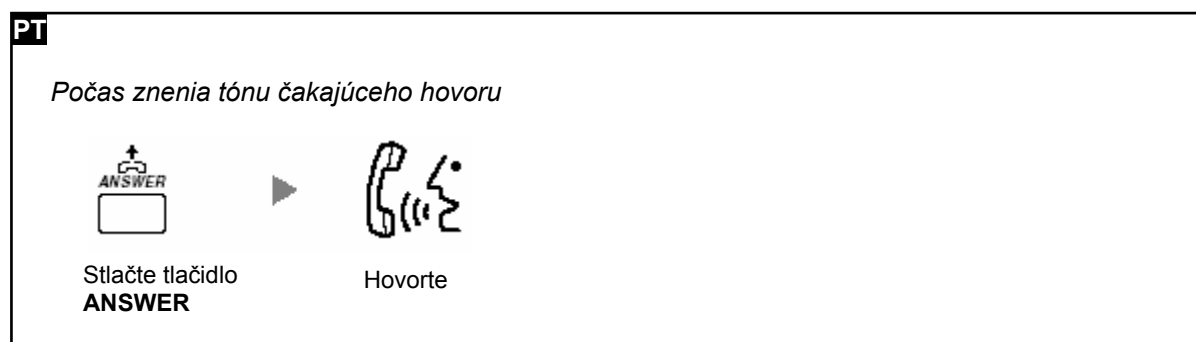 PT
Počas znenia tónu čakajúceho hovoru
ANSWER
Stlačte tlačidlo
ANSWER
Hovorte